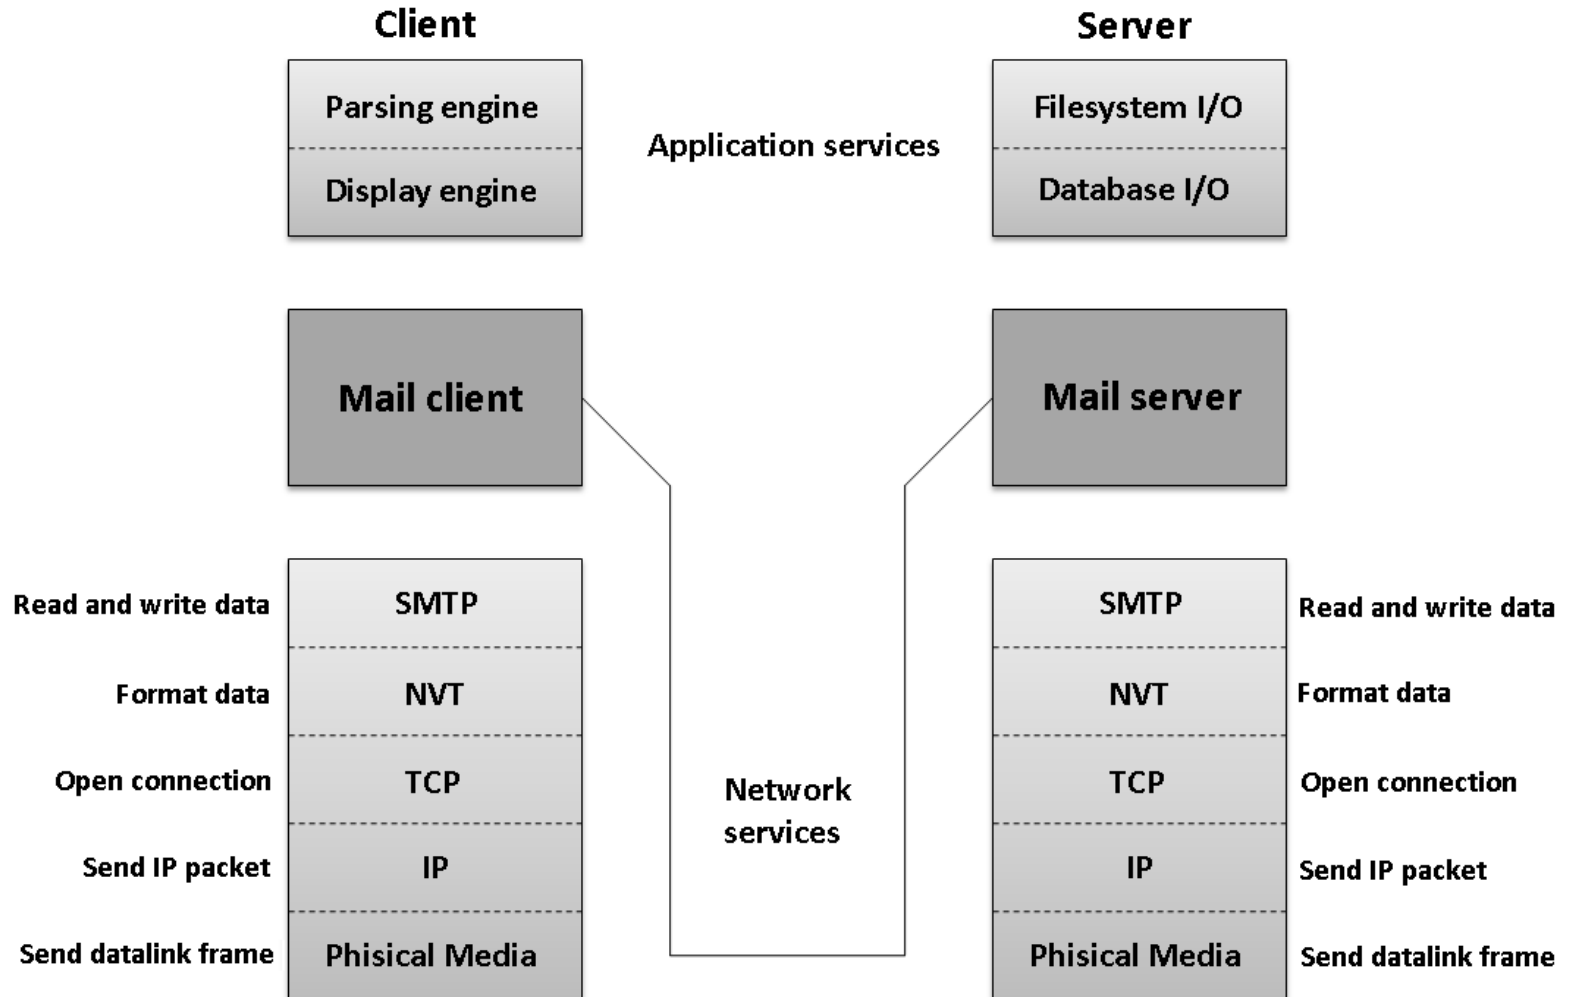 Client
Server
Parsing engine
Display engine
Application services
Filesystem I/O
Database I/O
Mail client
Mail server
Read and write data
SMTP
SMTP
Read and write data
Format data
NVT
NVT
Format data
Open connection
TCP
Network
services
TCP
Open connection
Send IP packet
IP
IP
Send IP packet
Send datalink frame
Phisical Media
Phisical Media
Send datalink frame